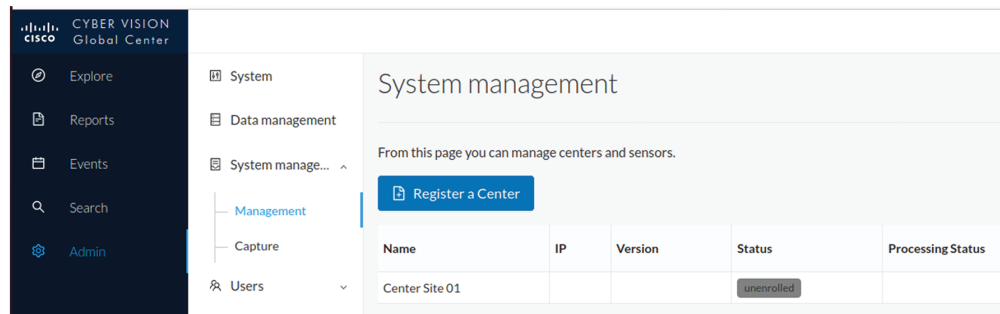 CISCO
CYBER VISION
Global Center
Explore
Reports
Events
Search
Admin
System
Data management
System manage...
Management
Capture
Users
System management
From this page you can manage centers and sensors.
Register a Center
Name IP Version Status Processing Status
Center Site 01 unenrolled